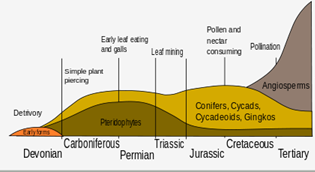 Early leaf eating
and galls
Pollen and
nectar
consuming
Leaf mining
Pollination
Simple plant
piercing
Angiosperms
Detritivory
Conifers, Cycads,
Cycadeoids, Gingkos
Pteridophytes
Early forms
Devonian
Carboniferous
Permian
Triassic
Jurassic
Cretaceous
Tertiary